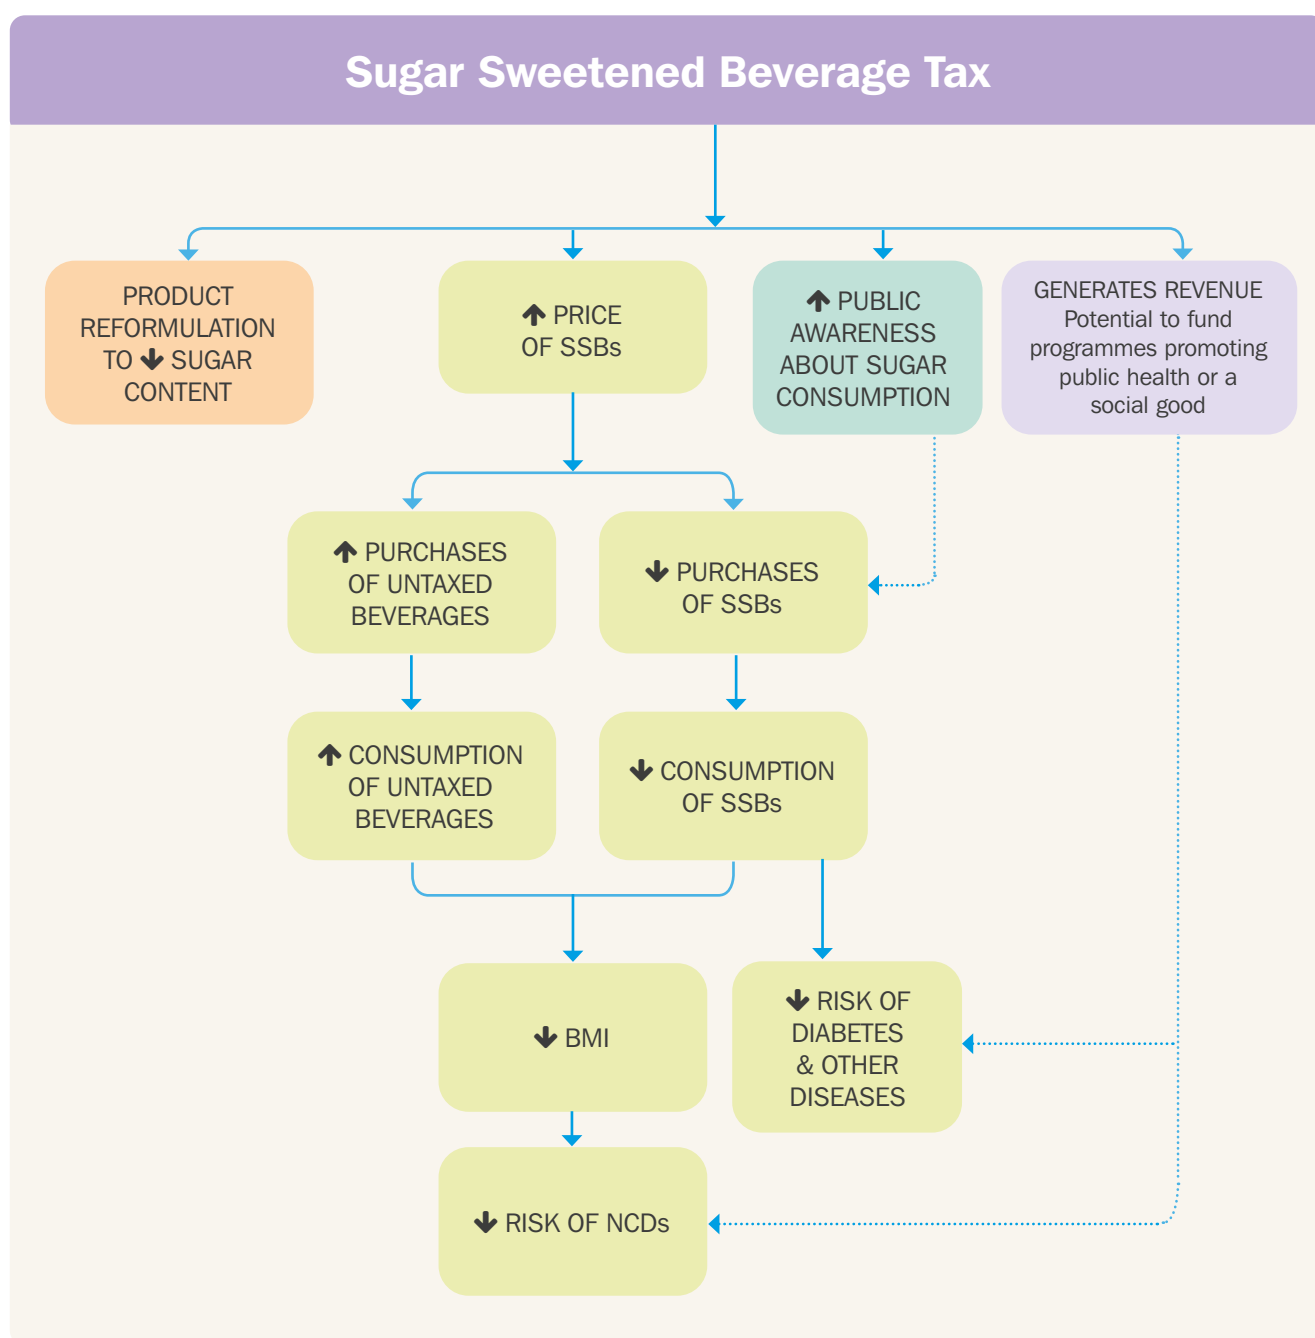 Sugar Sweetened Beverage Tax
PRODUCT
REFORMULATION
TO ↓ SUGAR
CONTENT
↑ PRICE
OF SSBs
↑ PUBLIC
AWARENESS
ABOUT SUGAR
CONSUMPTION
GENERATES REVENUE
Potential to fund
programmes promoting
public health or a
social good
↑ PURCHASES
OF UNTAXED
BEVERAGES
↓ PURCHASES
OF SSBs
↑ CONSUMPTION
OF UNTAXED
BEVERAGES
↓ CONSUMPTION
OF SSBs
↓ BMI
↓ RISK OF
DIABETES
& OTHER
DISEASES
↓ RISK OF NCDs